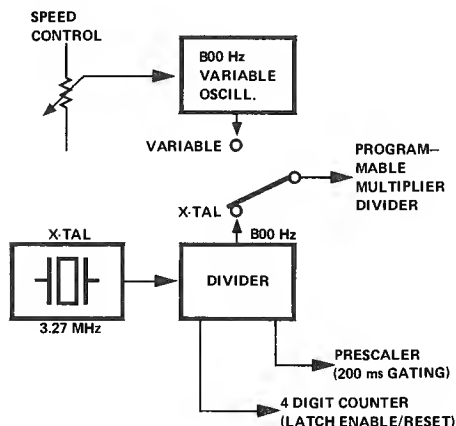 SPEED
CONTROL
B00 Hz
VARIABLE
OSCILL.
VARIABLE
PROGRAM-
MABLE
MULTIPLIER
DIVIDER
X-TAL
B00 Hz
X-TAL
DIVIDER
3.27 MHz
PRESCALER
(200 ms GATING)
4 DIGIT COUNTER
(LATCH ENABLE/RESET)